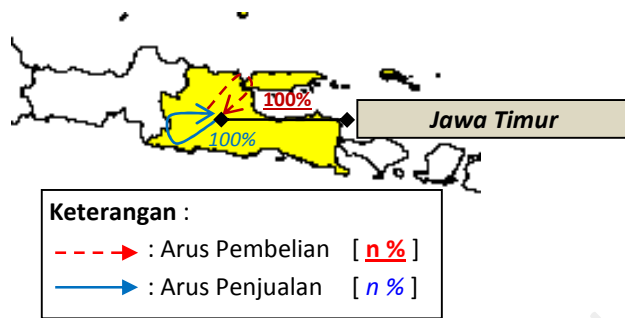 100%
Jawa Timur
100%
Keterangan :
: Arus Pembelian [ n % ]
: Arus Penjualan [ n % ]